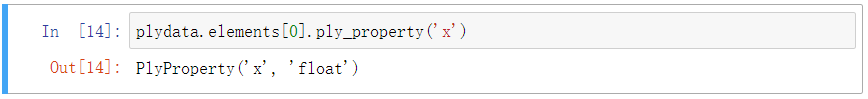 In [14]: plydata.elements[0].ply_property('x')
Out[14]: PlyProperty('x', 'float')